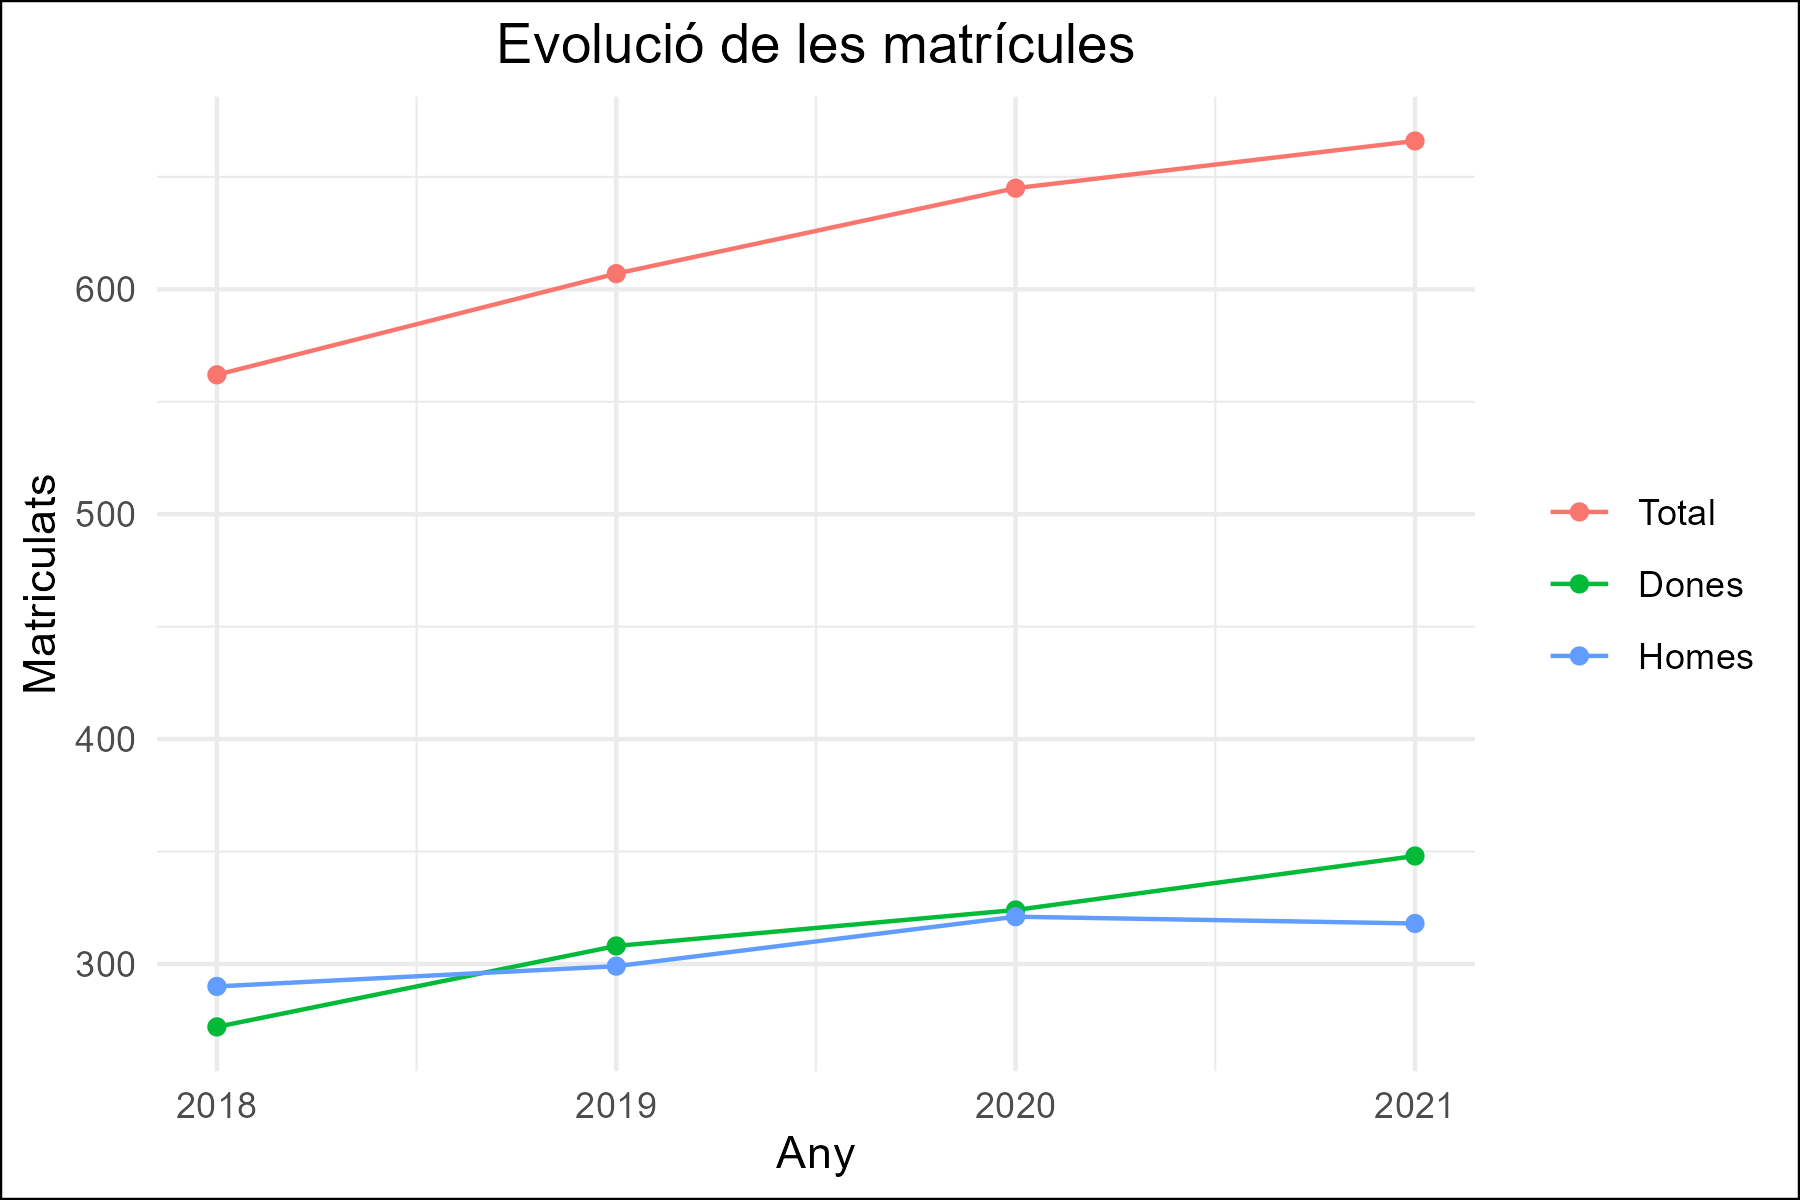 Evolució de les matrícules
Matriculats
600
500
400
300
2018
2019
2020
2021
Any
Total
Dones
Homes